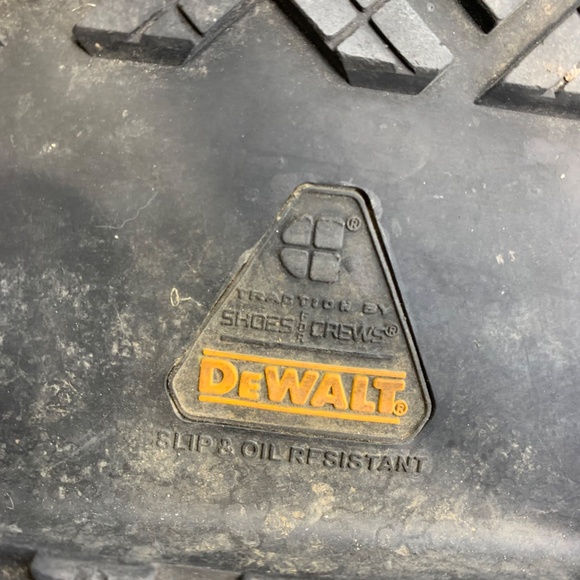 ®
TRACTION BY
SHOES FOR CREWS®
DEWALT®
SLIP & OIL RESISTANT